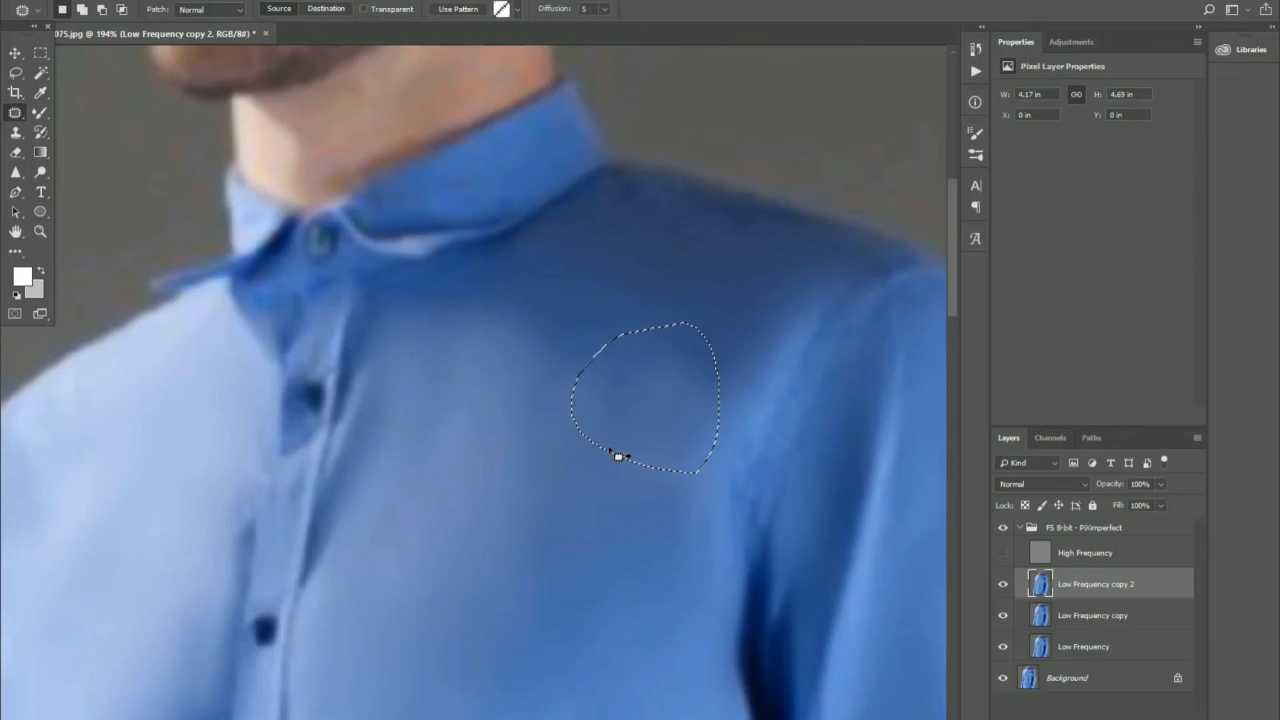 Patch: Normal Source Destination Transparent Use Pattern Diffusion: 5
075.jpg @ 194% (Low Frequency copy 2, RGB/8#) *
Properties Adjustments
Libraries
Pixel Layer Properties
W: 4.17 in H: 4.69 in
X: 0 in Y: 0 in
Layers Channels Paths
Kind
Normal Opacity: 100%
Lock: Fill: 100%
FS 8-bit - PiXimperfect
High Frequency
Low Frequency copy 2
Low Frequency copy
Low Frequency
Background